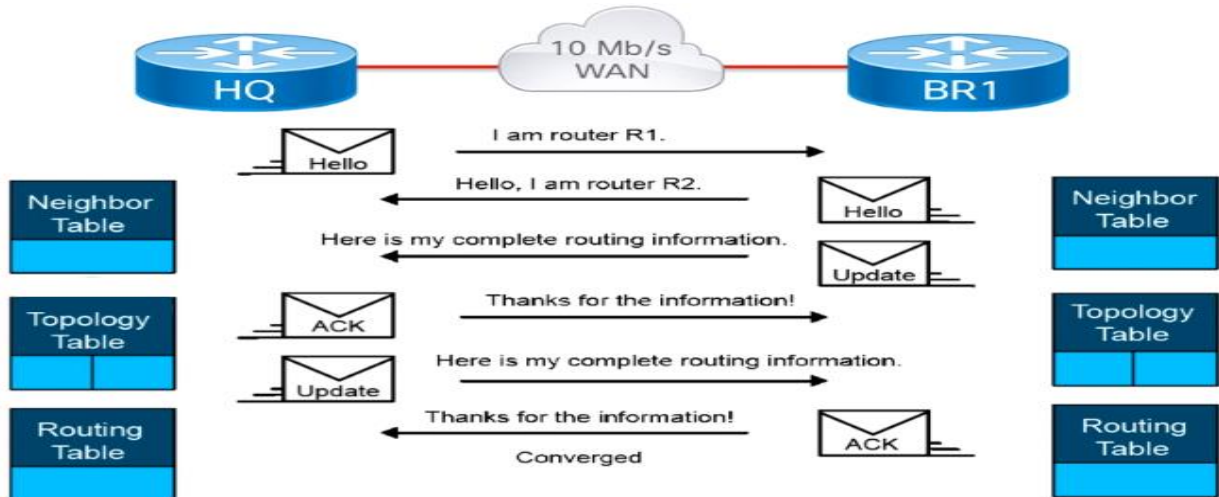 10 Mb/s
WAN
HQ
BR1
I am router R1.
Hello
Hello, I am router R2.
Hello
Neighbor
Table
Neighbor
Table
Here is my complete routing information.
Update
Thanks for the information!
ACK
Topology
Table
Topology
Table
Here is my complete routing information.
Update
Thanks for the information!
ACK
Routing
Table
Routing
Table
Converged